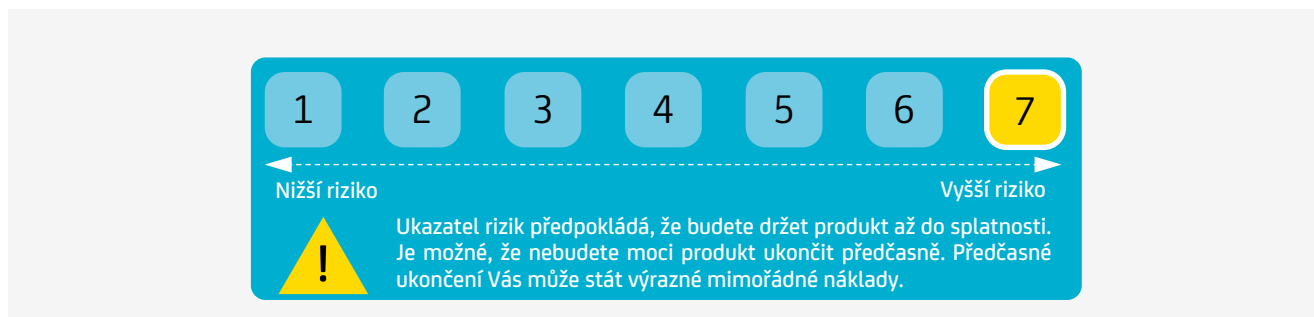 1 2 3 4 5 6 7
Nižší riziko Vyšší riziko
Ukazatel rizik předpokládá, že budete držet produkt až do splatnosti.
Je možné, že nebudete moci produkt ukončit předčasně. Předčasné
! ukončení Vás může stát výrazné mimořádné náklady.